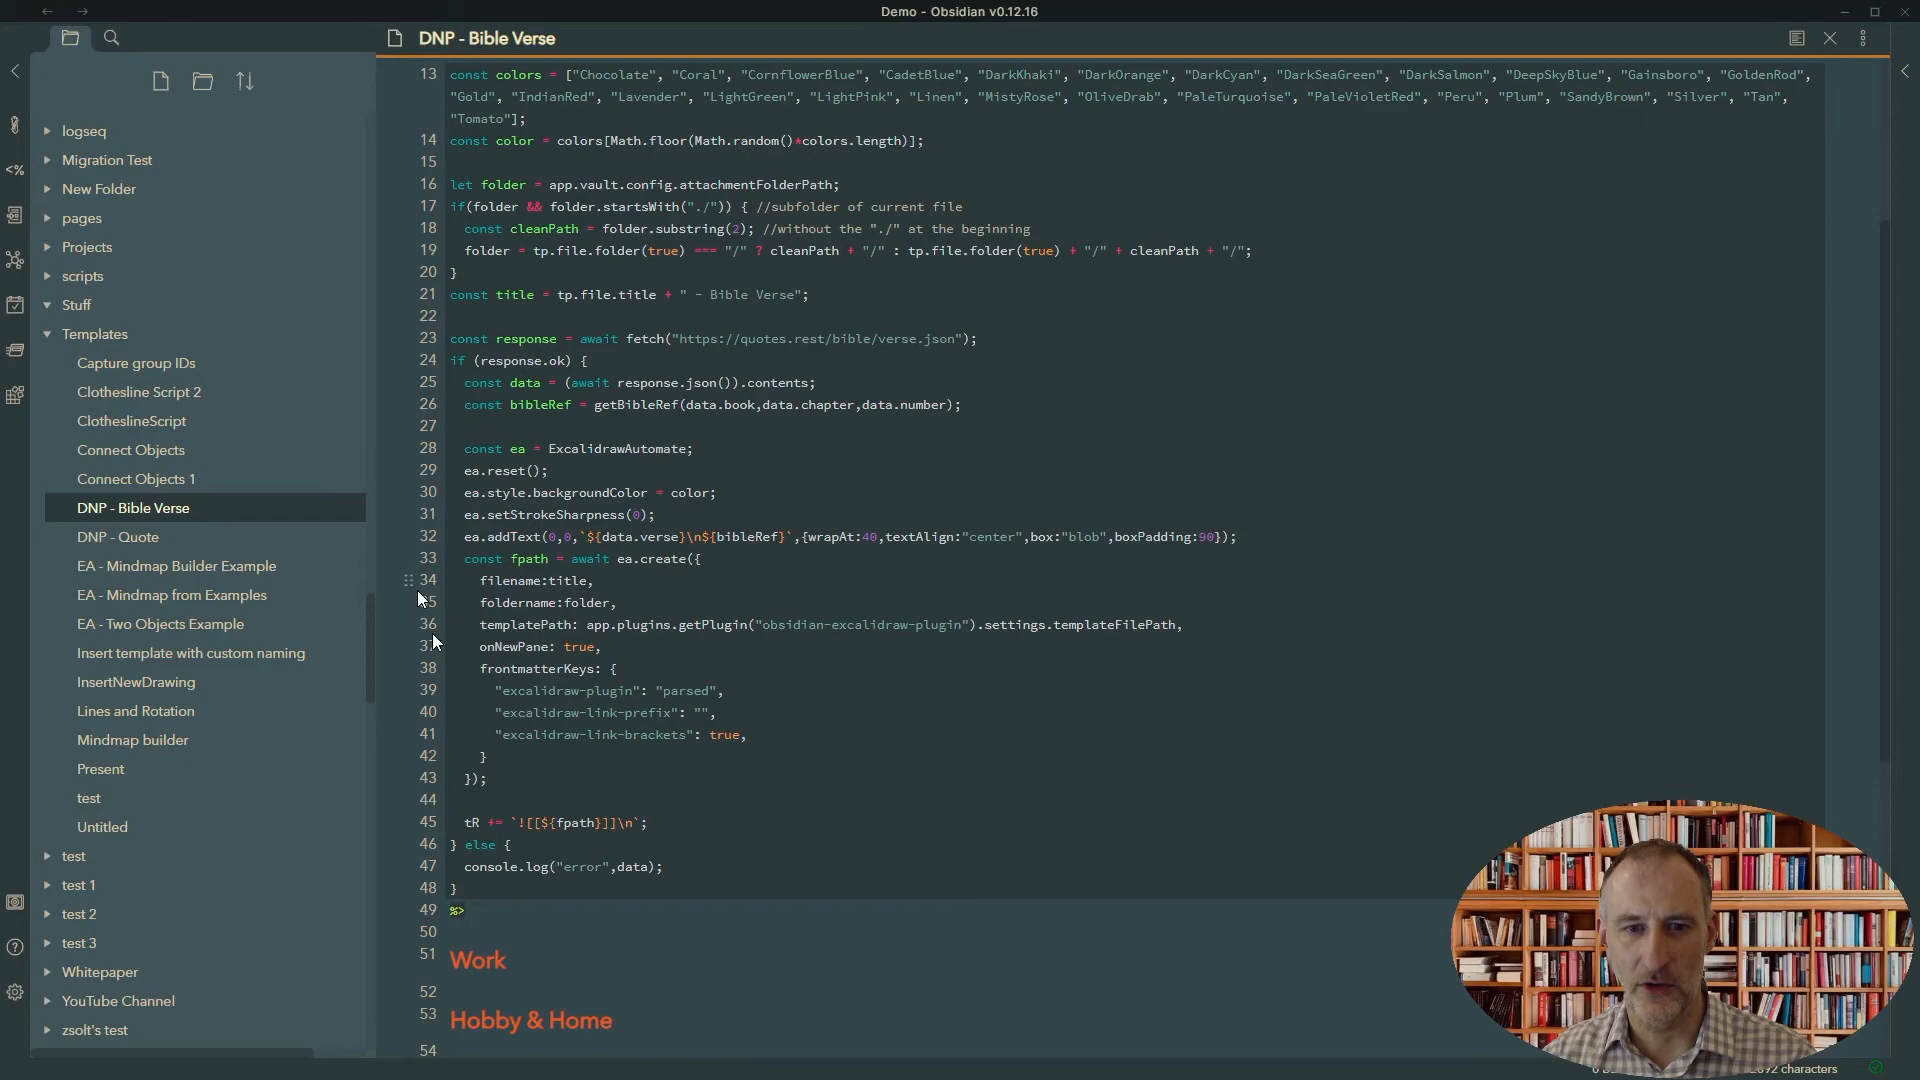 Demo - Obsidian v0.12.16
DNP - Bible Verse
logseq
Migration Test
New Folder
pages
Projects
scripts
Stuff
Templates
Capture group IDs
Clothesline Script 2
ClotheslineScript
Connect Objects
Connect Objects 1
DNP - Bible Verse
DNP - Quote
EA - Mindmap Builder Example
EA - Mindmap from Examples
EA - Two Objects Example
Insert template with custom naming
InsertNewDrawing
Lines and Rotation
Mindmap builder
Present
test
Untitled
test
test 1
test 2
test 3
Whitepaper
YouTube Channel
zsolt's test
13 const colors = ["Chocolate", "Coral", "CornflowerBlue", "CadetBlue", "DarkKhaki", "DarkOrange", "DarkCyan", "DarkSeaGreen", "DarkSalmon", "DeepSkyBlue", "Gainsboro", "GoldenRod",
"Gold", "IndianRed", "Lavender", "LightGreen", "LightPink", "Linen", "MistyRose", "OliveDrab", "PaleTurquoise", "PaleVioletRed", "Peru", "Plum", "SandyBrown", "Silver", "Tan",
"Tomato"];
14 const color = colors[Math.floor(Math.random()*colors.length)];
15
16 let folder = app.vault.config.attachmentFolderPath;
17 if(folder && folder.startsWith("./")) { //subfolder of current file
18 const cleanPath = folder.substring(2); //without the "./" at the beginning
19 folder = tp.file.folder(true) === "/" ? cleanPath + "/" : tp.file.folder(true) + "/" + cleanPath + "/";
20 }
21 const title = tp.file.title + " - Bible Verse";
22
23 const response = await fetch("https://quotes.rest/bible/verse.json");
24 if (response.ok) {
25 const data = (await response.json()).contents;
26 const bibleRef = getBibleRef(data.book,data.chapter,data.number);
27
28 const ea = ExcalidrawAutomate;
29 ea.reset();
30 ea.style.backgroundColor = color;
31 ea.setStrokeSharpness(0);
32 ea.addText(0,0,`${data.verse}\n${bibleRef}`,{wrapAt:40,textAlign:"center",box:"blob",boxPadding:90});
33 const fpath = await ea.create({
34 filename:title,
foldername:folder,
36 templatePath: app.plugins.getPlugin("obsidian-excalidraw-plugin").settings.templateFilePath,
onNewPane: true,
38 frontmatterKeys: {
39 "excalidraw-plugin": "parsed",
40 "excalidraw-link-prefix": "",
41 "excalidraw-link-brackets": true,
42 }
43 });
44
45 tR += `![[${fpath}]]\n`;
46 } else {
47 console.log("error",data);
48 }
49 %>
50
51 Work
52
53 Hobby & Home
54
characters